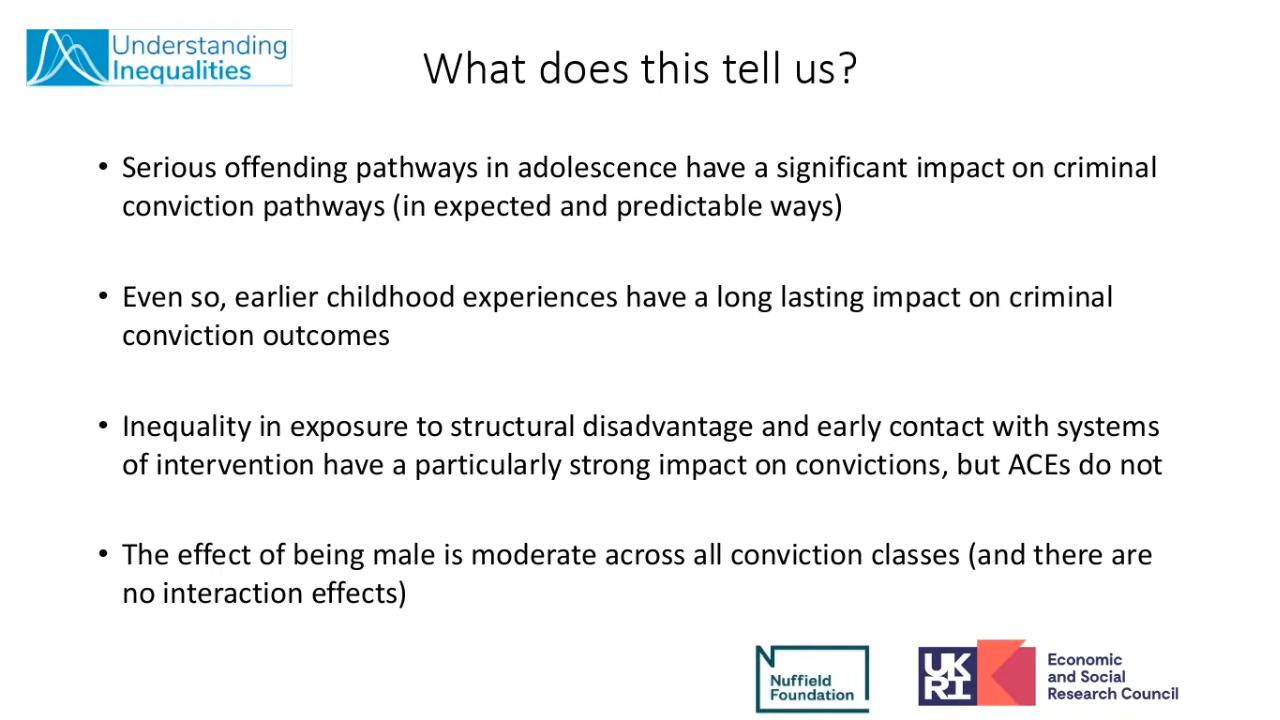 Understanding
Inequalities
What does this tell us?
• Serious offending pathways in adolescence have a significant impact on criminal
conviction pathways (in expected and predictable ways)
• Even so, earlier childhood experiences have a long lasting impact on criminal
conviction outcomes
• Inequality in exposure to structural disadvantage and early contact with systems
of intervention have a particularly strong impact on convictions, but ACEs do not
• The effect of being male is moderate across all conviction classes (and there are
no interaction effects)
Nuffield
Foundation
UK
RI
Economic
and Social
Research Council